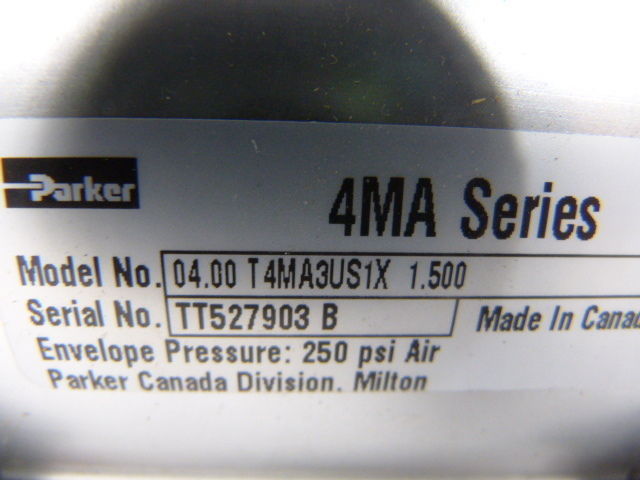 Parker
4MA Series
Model No. 04.00 T4MA3US1X 1.500
Serial No. TT527903 B Made In Canad
Envelope Pressure: 250 psi Air
Parker Canada Division. Milton